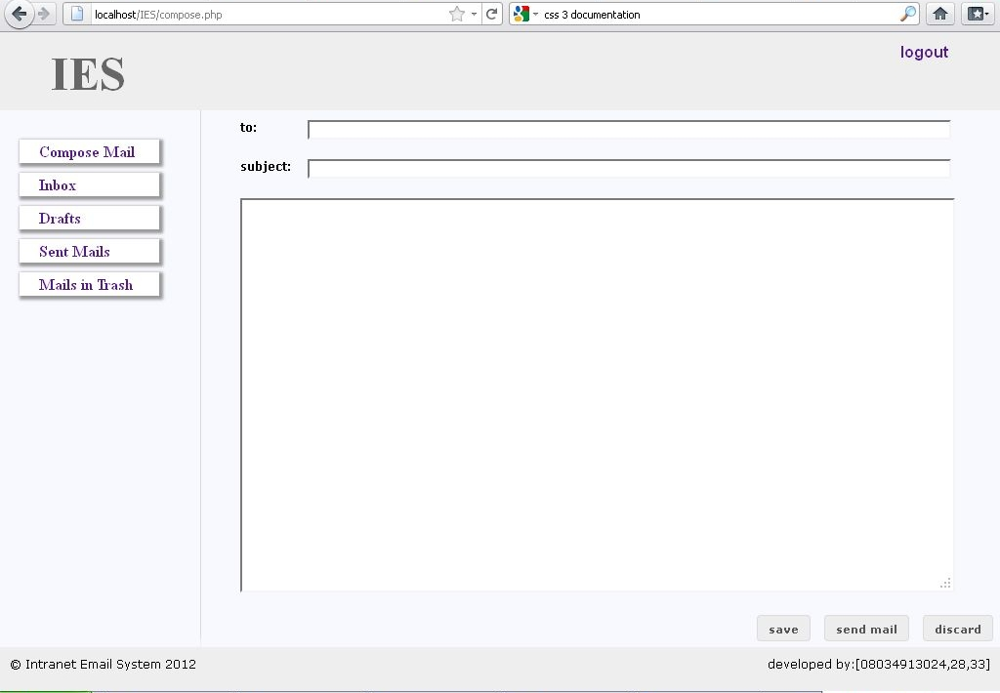 localhost/IES/compose.php
css 3 documentation
IES
logout
Compose Mail
Inbox
Drafts
Sent Mails
Mails in Trash
to:
subject:
save send mail discard
© Intranet Email System 2012
developed by:[08034913024,28,33]